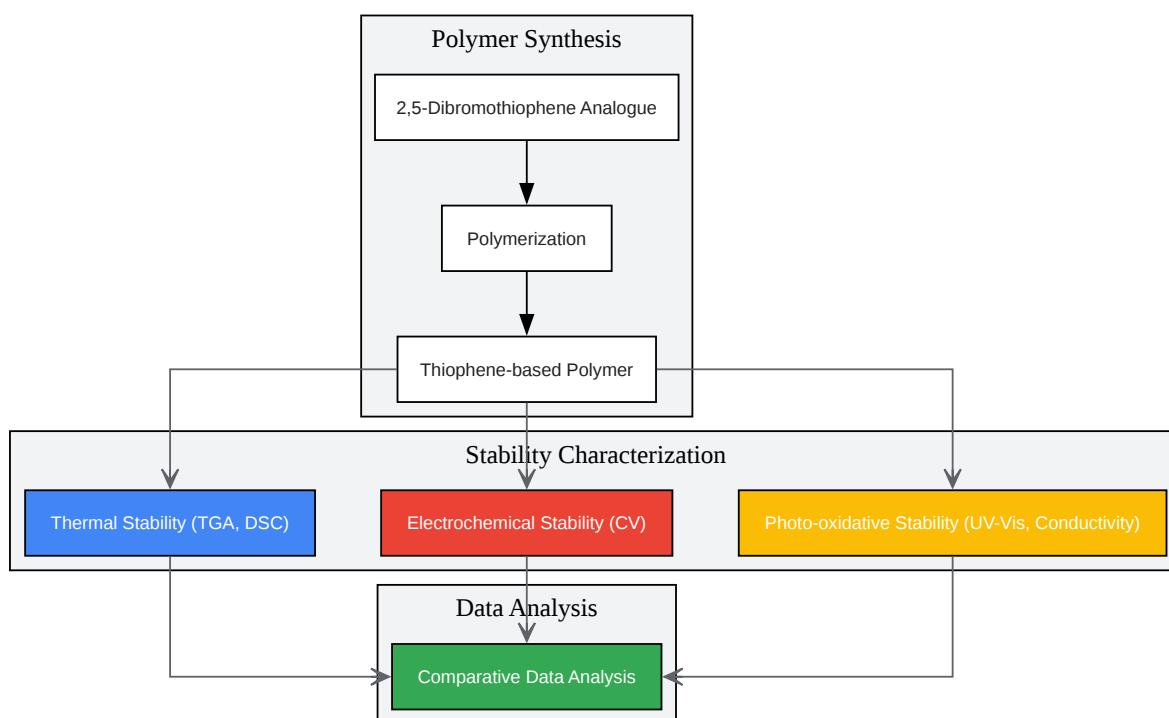 Polymer Synthesis
2,5-Dibromothiophene Analogue
Polymerization
Thiophene-based Polymer
Stability Characterization
Thermal Stability (TGA, DSC)
Electrochemical Stability (CV)
Photo-oxidative Stability (UV-Vis, Conductivity)
Data Analysis
Comparative Data Analysis